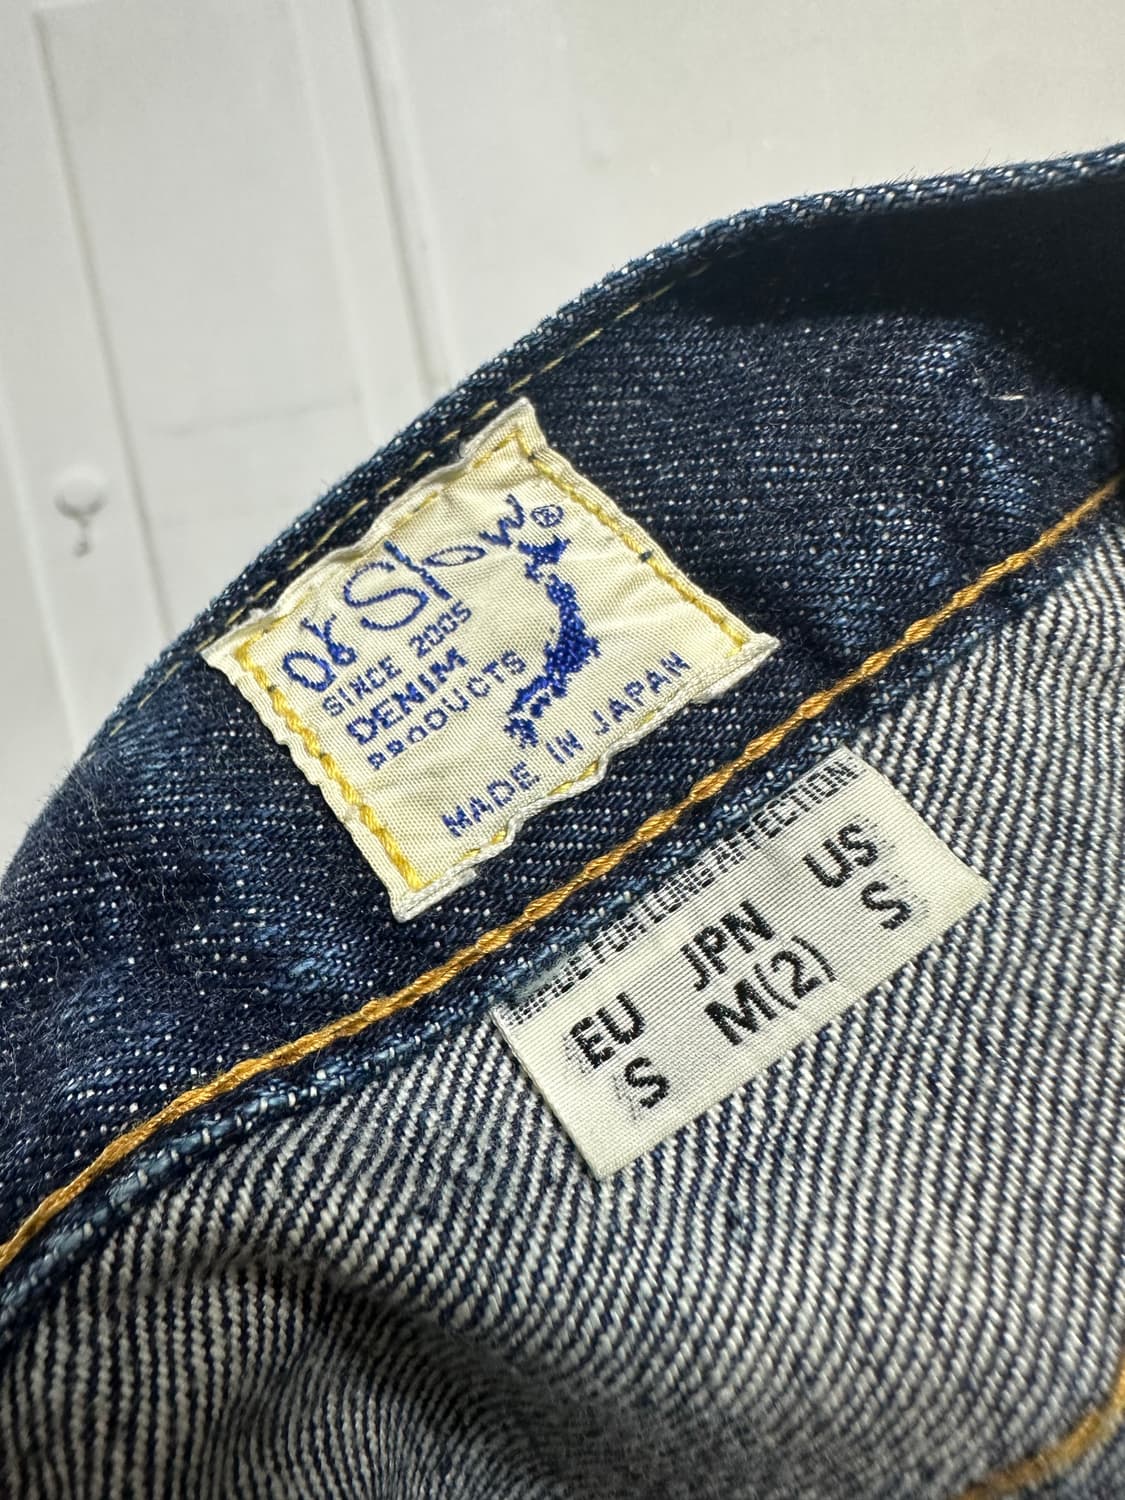 orSlow®
SINCE 2005
DENIM
PRODUCTS
MADE IN JAPAN
EU JPN US
S M(2) S